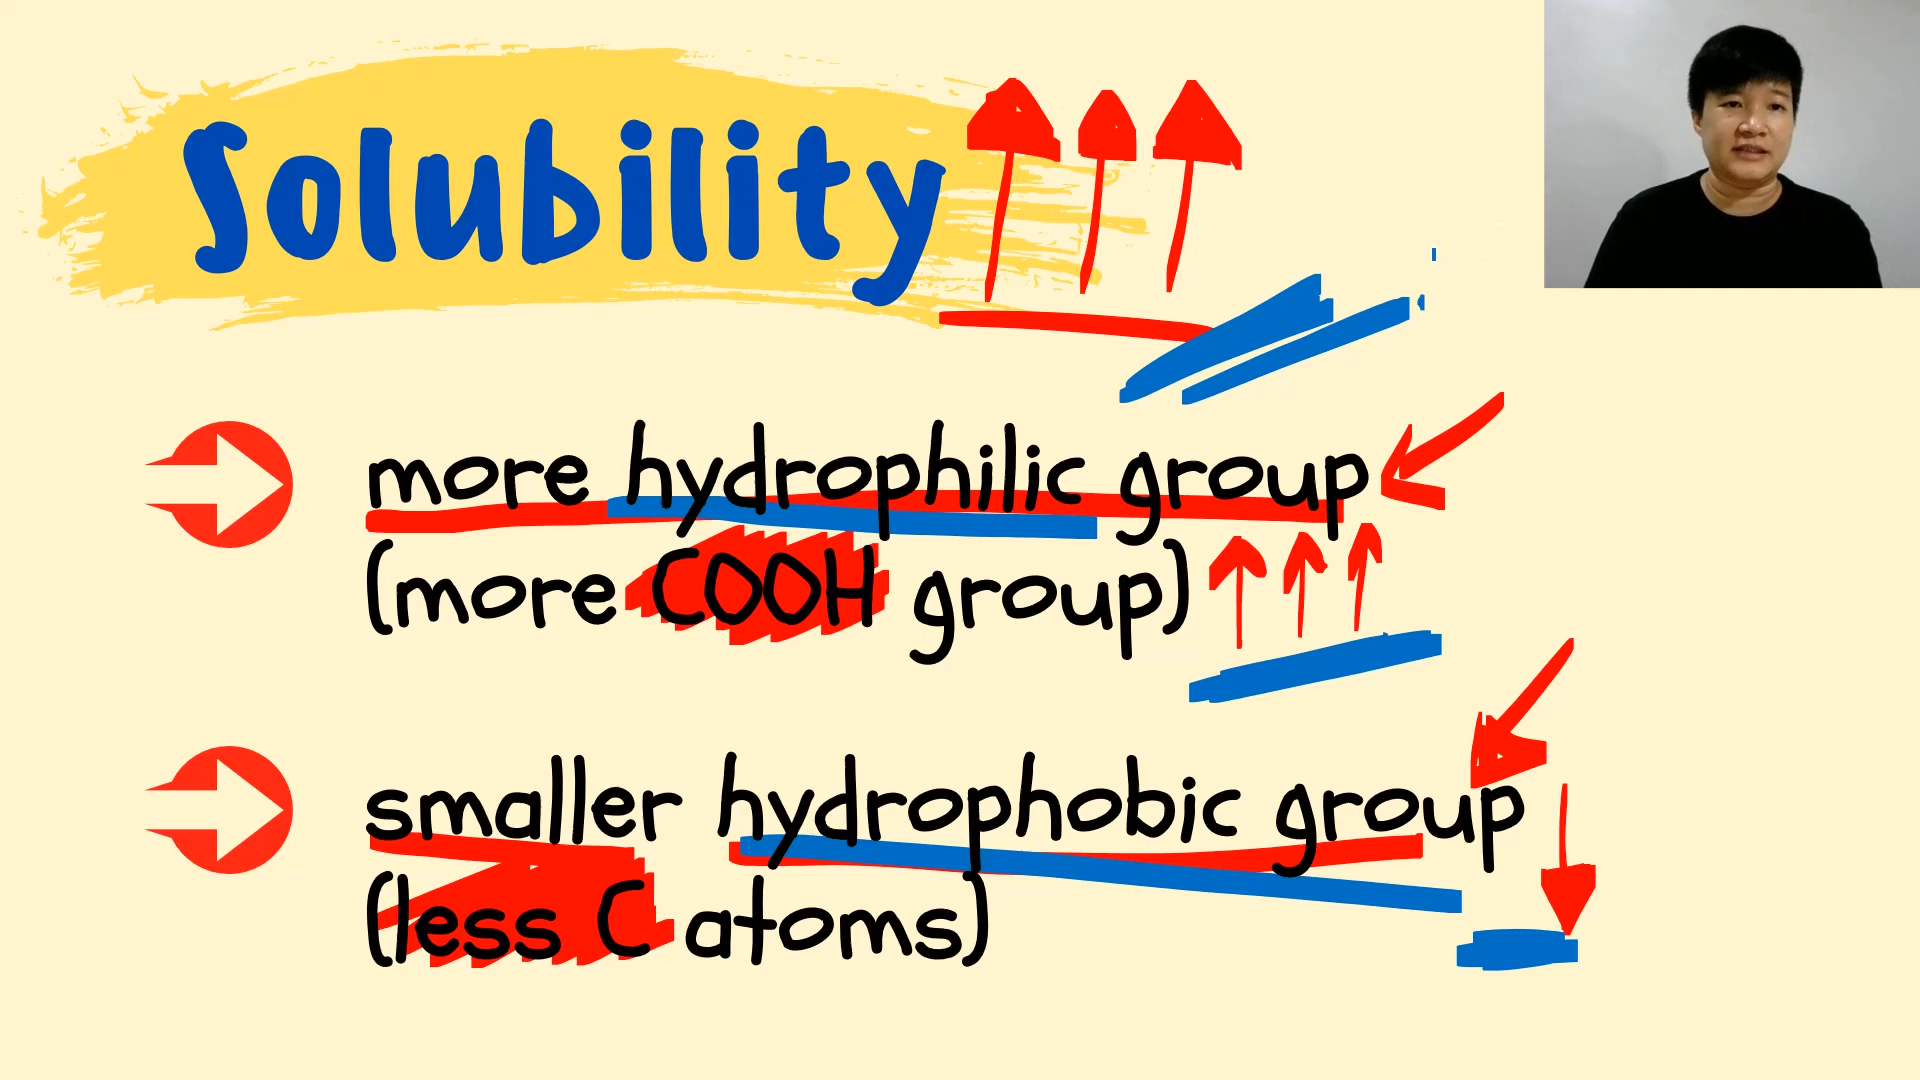 Solubility
more hydrophilic group
(more COOH group)
smaller hydrophobic group
(less C atoms)